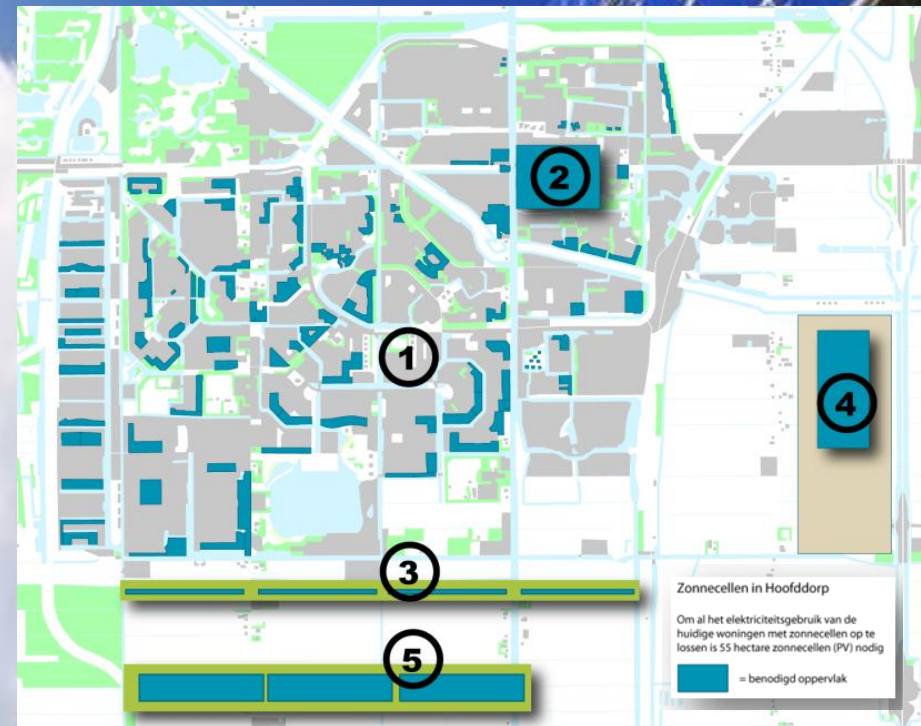 2
1
4
3
5
Zonnecellen in Hoofddorp
Om al het elektriciteitsgebruik van de
huidige woningen met zonnecellen op te
lossen is 55 hectare zonnecellen (PV) nodig
= benodigd oppervlak